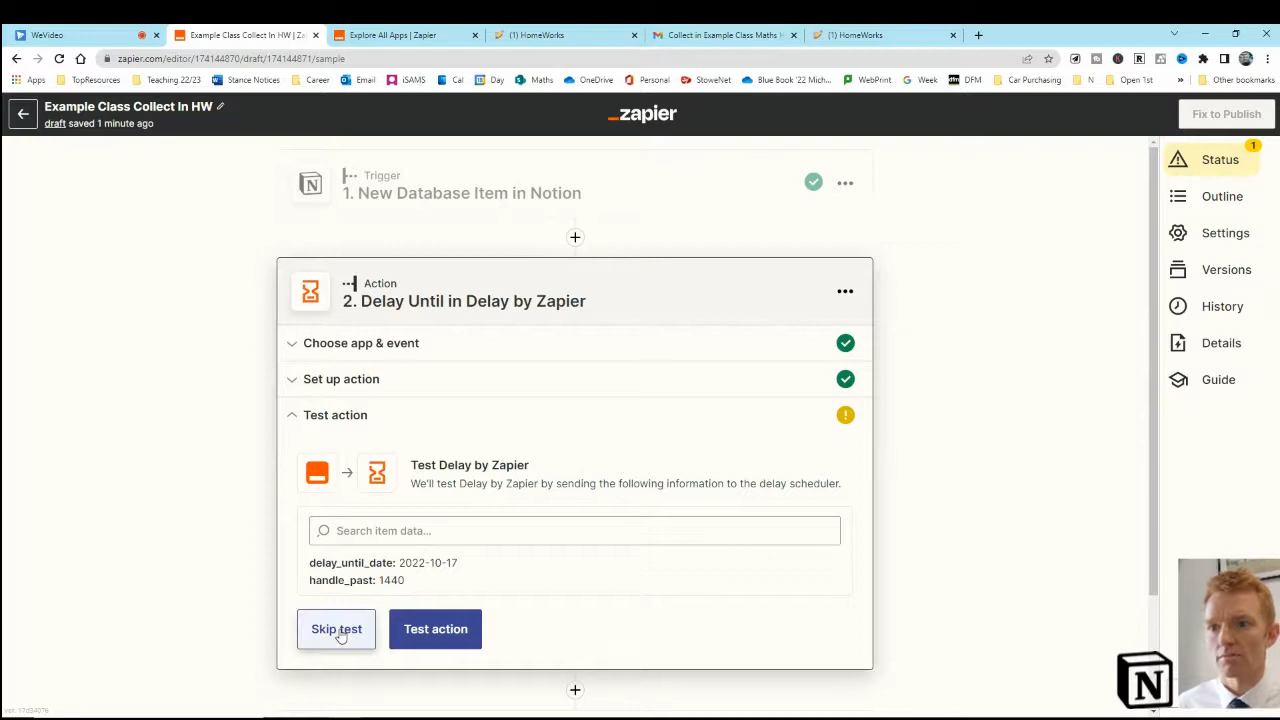 WeVideo
Example Class Collect In HW | Za
Explore All Apps | Zapier
(1) HomeWorks
Collect in Example Class Maths H
(1) HomeWorks
zapier.com/editor/174144870/draft/174144871/sample
Apps
TopResources
Teaching 22/23
Stance Notices
Career
Email
iSAMS
Cal
Day
Maths
OneDrive
Personal
StoreNet
Blue Book '22 Mich...
WebPrint
Week
dfm
DFM
Car Purchasing
N
Open 1st
»
Other bookmarks
Example Class Collect In HW
draft saved 1 minute ago
zapier
Fix to Publish
Trigger
1. New Database Item in Notion
Status
1
Outline
Settings
Versions
History
Details
Guide
Action
2. Delay Until in Delay by Zapier
Choose app & event
Set up action
Test action
Test Delay by Zapier
We'll test Delay by Zapier by sending the following information to the delay scheduler.
Search item data...
delay_until_date: 2022-10-17
handle_past: 1440
Skip test
Test action
ver: 17d34076
N